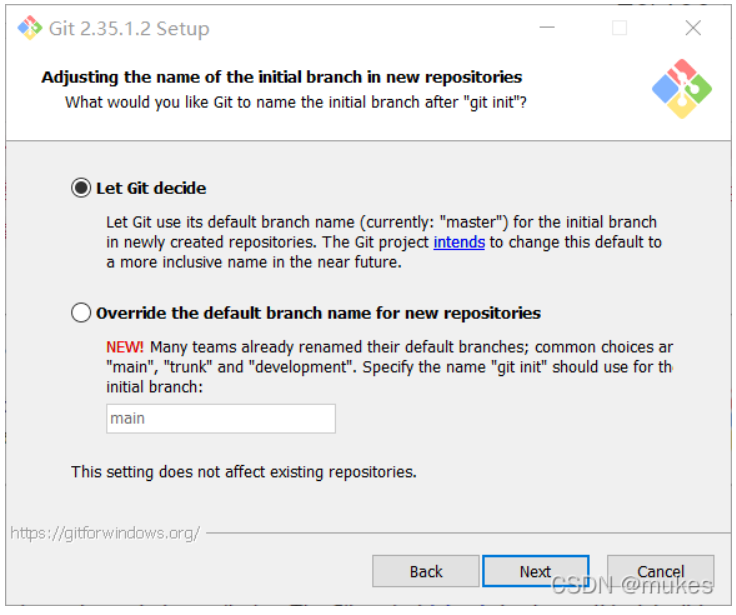 Git 2.35.1.2 Setup
Adjusting the name of the initial branch in new repositories
What would you like Git to name the initial branch after "git init"?
Let Git decide
Let Git use its default branch name (currently: "master") for the initial branch
in newly created repositories. The Git project intends to change this default to
a more inclusive name in the near future.
Override the default branch name for new repositories
NEW! Many teams already renamed their default branches; common choices ar
"main", "trunk" and "development". Specify the name "git init" should use for the
initial branch:
main
This setting does not affect existing repositories.
https://gitforwindows.org/
Back
Next
Cancel
CSDN @mukes